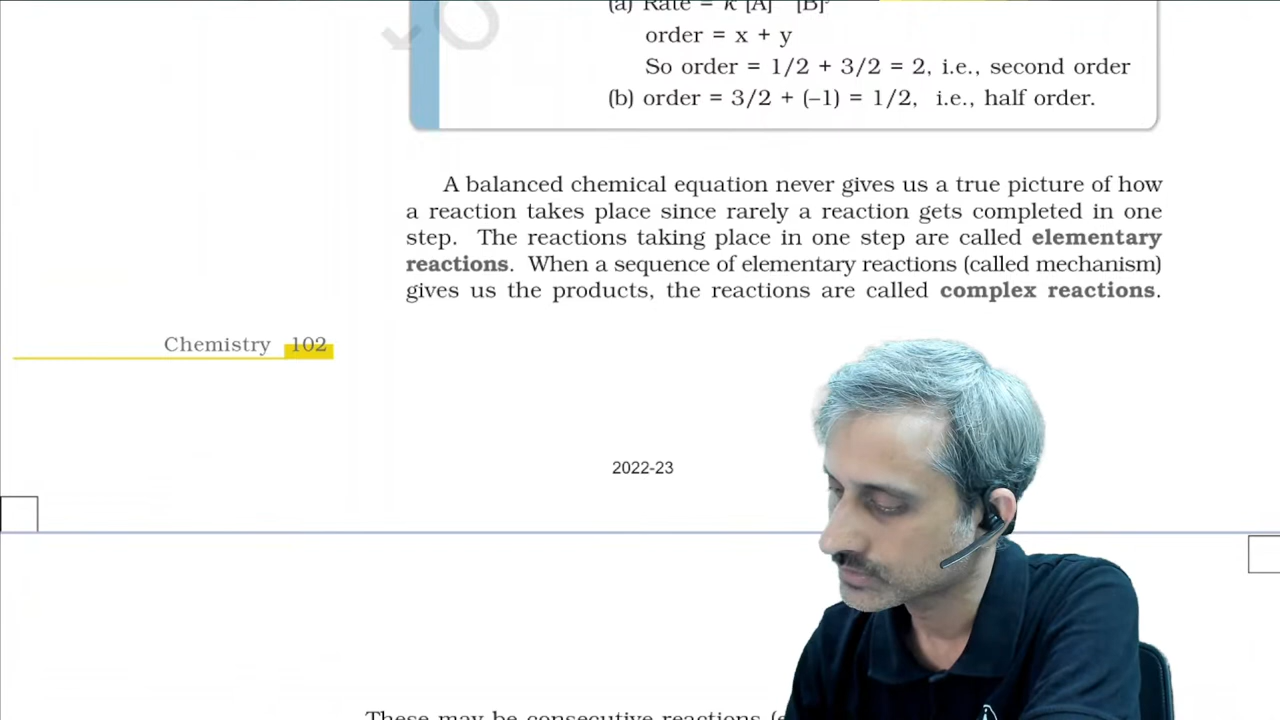 (a) Rate = k [A] [B]
order = x + y
So order = 1/2 + 3/2 = 2, i.e., second order
(b) order = 3/2 + (–1) = 1/2, i.e., half order.
A balanced chemical equation never gives us a true picture of how
a reaction takes place since rarely a reaction gets completed in one
step. The reactions taking place in one step are called elementary
reactions. When a sequence of elementary reactions (called mechanism)
gives us the products, the reactions are called complex reactions.
Chemistry 102
2022-23
These may be consecutive reactions (e